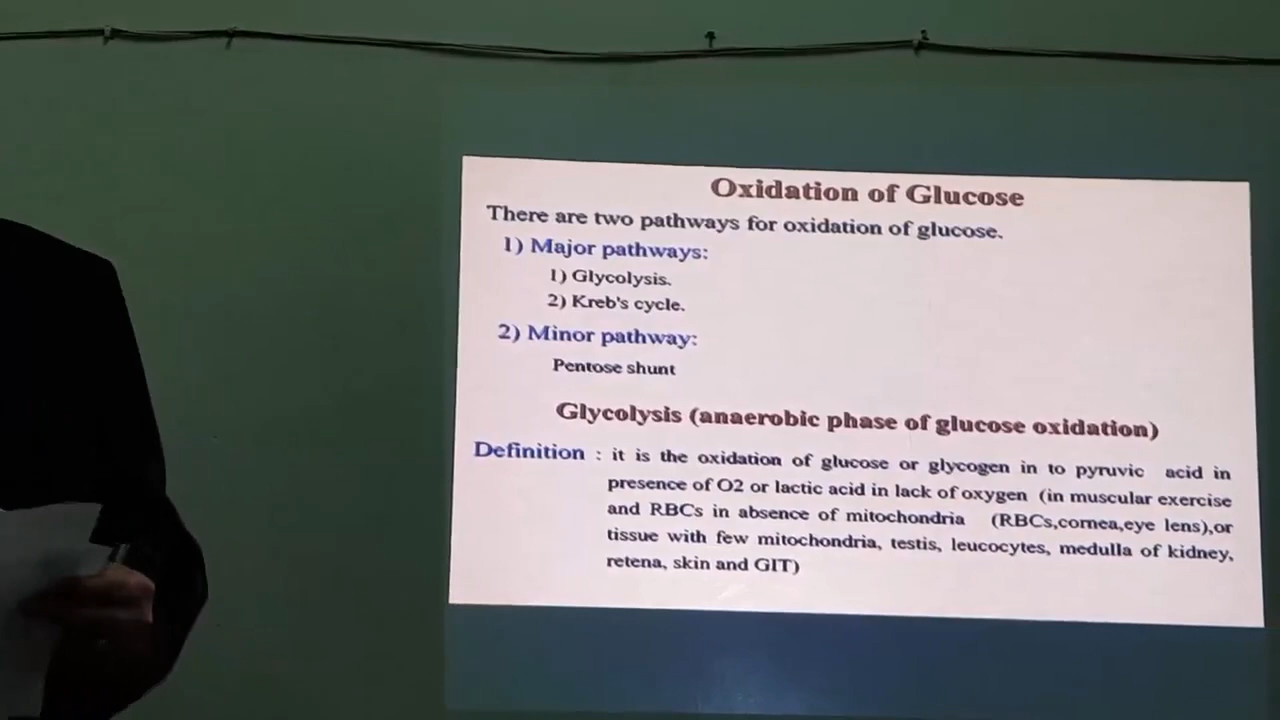 Oxidation of Glucose
There are two pathways for oxidation of glucose.
1) Major pathways:
1) Glycolysis.
2) Kreb's cycle.
2) Minor pathway:
Pentose shunt
Glycolysis (anaerobic phase of glucose oxidation)
Definition : it is the oxidation of glucose or glycogen in to pyruvic acid in
presence of O2 or lactic acid in lack of oxygen (in muscular exercise
and RBCs in absence of mitochondria (RBCs,cornea,eye lens),or
tissue with few mitochondria, testis, leucocytes, medulla of kidney,
retena, skin and GIT)